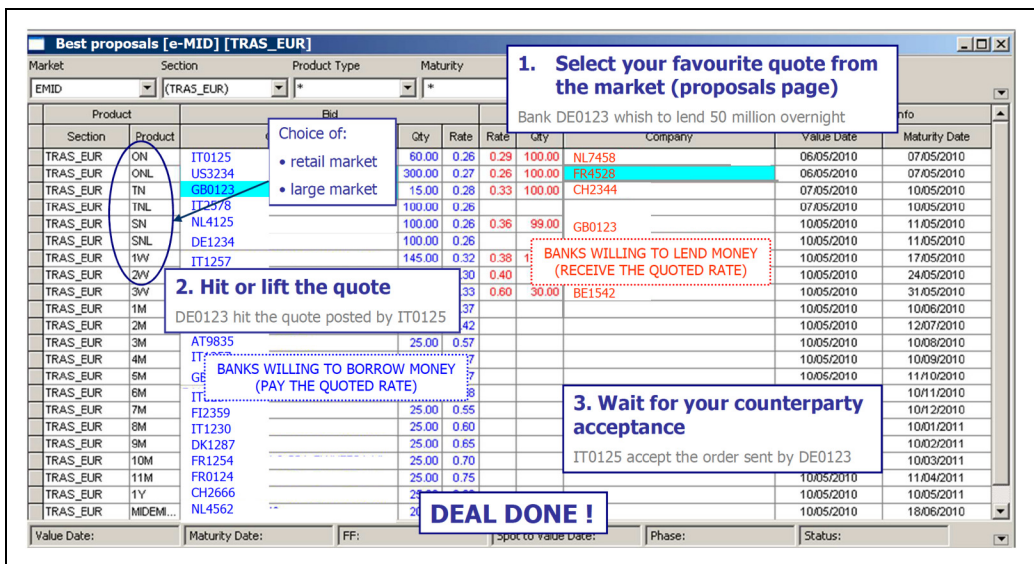 Best proposals [e-MID] [TRAS_EUR]
Market Section Product Type Maturity
EMID (TRAS_EUR) * *
1. Select your favourite quote from
the market (proposals page)
Bank DE0123 whish to lend 50 million overnight
Product Bid nfo
Section Product Qty Rate Rate Qty Company Value Date Maturity Date
Choice of:
• retail market
• large market
TRAS_EUR ON IT0125 60.00 0.26 0.29 100.00 NL7458 06/05/2010 07/05/2010
TRAS_EUR ONL US3234 300.00 0.27 0.26 100.00 FR4528 06/05/2010 07/05/2010
TRAS_EUR TN GB0123 15.00 0.28 0.33 100.00 CH2344 07/05/2010 10/05/2010
TRAS_EUR TNL IT2578 100.00 0.26 07/05/2010 10/05/2010
TRAS_EUR SN NL4125 100.00 0.26 0.36 99.00 GB0123 10/05/2010 11/05/2010
TRAS_EUR SNL DE1234 100.00 0.26 10/05/2010 11/05/2010
TRAS_EUR 1W IT1257 145.00 0.32 0.38 1 10/05/2010 17/05/2010
TRAS_EUR 2W .30 0.40 10/05/2010 24/05/2010
TRAS_EUR 3W .33 0.60 30.00 BE1542 10/05/2010 31/05/2010
TRAS_EUR 1M .37 10/05/2010 10/06/2010
TRAS_EUR 2M .42 10/05/2010 12/07/2010
TRAS_EUR 3M AT9835 25.00 0.57 10/05/2010 10/08/2010
TRAS_EUR 4M 7 10/05/2010 10/09/2010
TRAS_EUR 5M 7 10/05/2010 11/10/2010
TRAS_EUR 6M 8 10/05/2010 10/11/2010
TRAS_EUR 7M FI2359 25.00 0.55 10/12/2010
TRAS_EUR 8M IT1230 25.00 0.60 10/01/2011
TRAS_EUR 9M DK1287 25.00 0.65 10/02/2011
TRAS_EUR 10M FR1254 25.00 0.70 10/03/2011
TRAS_EUR 11M FR0124 25.00 0.75 10/05/2010 11/04/2011
TRAS_EUR 1Y CH2666 10/05/2010 10/05/2011
TRAS_EUR MIDEMI... NL4562 10/05/2010 18/06/2010
BANKS WILLING TO LEND MONEY
(RECEIVE THE QUOTED RATE)
2. Hit or lift the quote
DE0123 hit the quote posted by IT0125
BANKS WILLING TO BORROW MONEY
(PAY THE QUOTED RATE)
3. Wait for your counterparty
acceptance
IT0125 accept the order sent by DE0123
DEAL DONE !
Value Date: Maturity Date: FF: Spot to Value Date: Phase: Status: